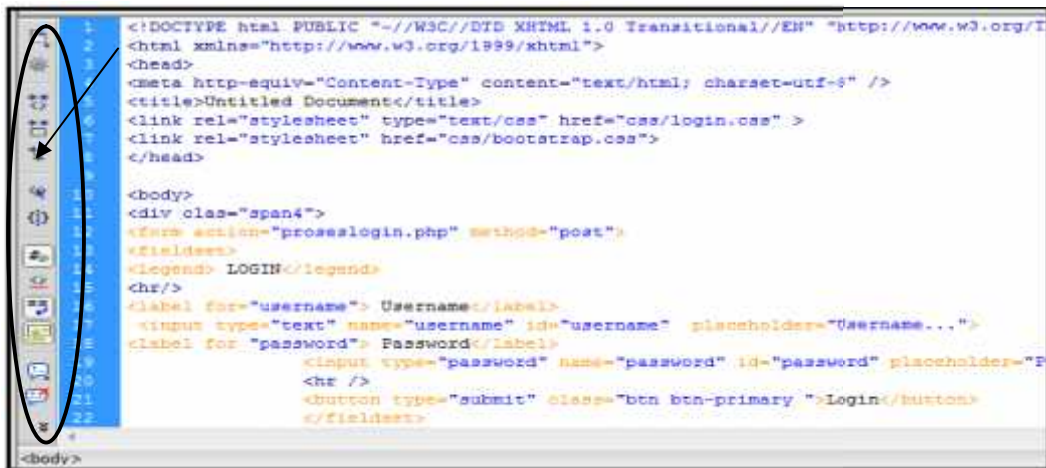 1 <!DOCTYPE html PUBLIC "-//W3C//DTD XHTML 1.0 Transitional//EN" "http://www.w3.org/T
2 <html xmlns="http://www.w3.org/1999/xhtml">
3 <head>
4 <meta http-equiv="Content-Type" content="text/html; charset=utf-8" />
5 <title>Untitled Document</title>
6 <link rel="stylesheet" type="text/css" href="css/login.css" >
7 <link rel="stylesheet" href="css/bootstrap.css">
8 </head>
9
10 <body>
11 <div clas="span4">
12 <form action="proseslogin.php" method="post">
13 <fieldset>
14 <legend> LOGIN</legend>
15 <hr/>
16 <label for="username"> Username</label>
17 <input type="text" name="username" id="username" placeholder="Username...">
18 <label for "password"> Password</label>
19 <input type="password" name="password" id="password" placeholder="P
20 <hr />
21 <button type="submit" class="btn btn-primary ">Login</button>
22 </fieldset>
<body>